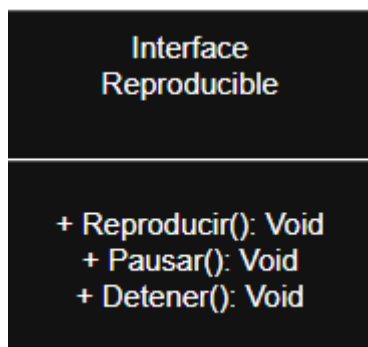 Interface
Reproducible
+ Reproducir(): Void
+ Pausar(): Void
+ Detener(): Void